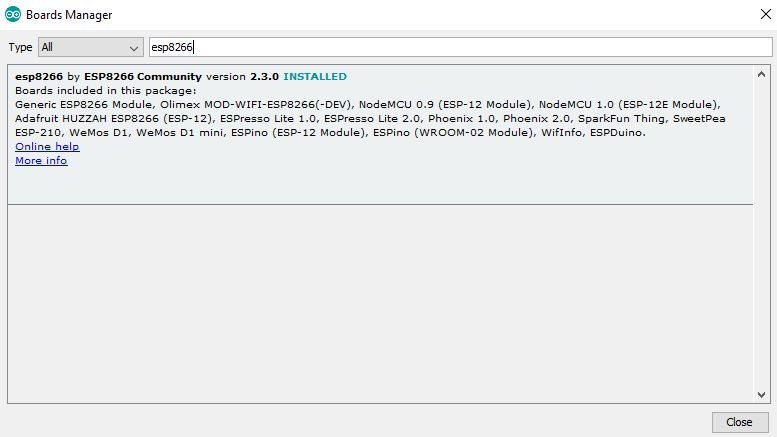 Boards Manager
Type All esp8266
esp8266 by ESP8266 Community version 2.3.0 INSTALLED
Boards included in this package:
Generic ESP8266 Module, Olimex MOD-WIFI-ESP8266(-DEV), NodeMCU 0.9 (ESP-12 Module), NodeMCU 1.0 (ESP-12E Module),
Adafruit HUZZAH ESP8266 (ESP-12), ESPresso Lite 1.0, ESPresso Lite 2.0, Phoenix 1.0, Phoenix 2.0, SparkFun Thing, SweetPea
ESP-210, WeMos D1, WeMos D1 mini, ESPino (ESP-12 Module), ESPino (WROOM-02 Module), WifInfo, ESPDuino.
Online help
More info
Close